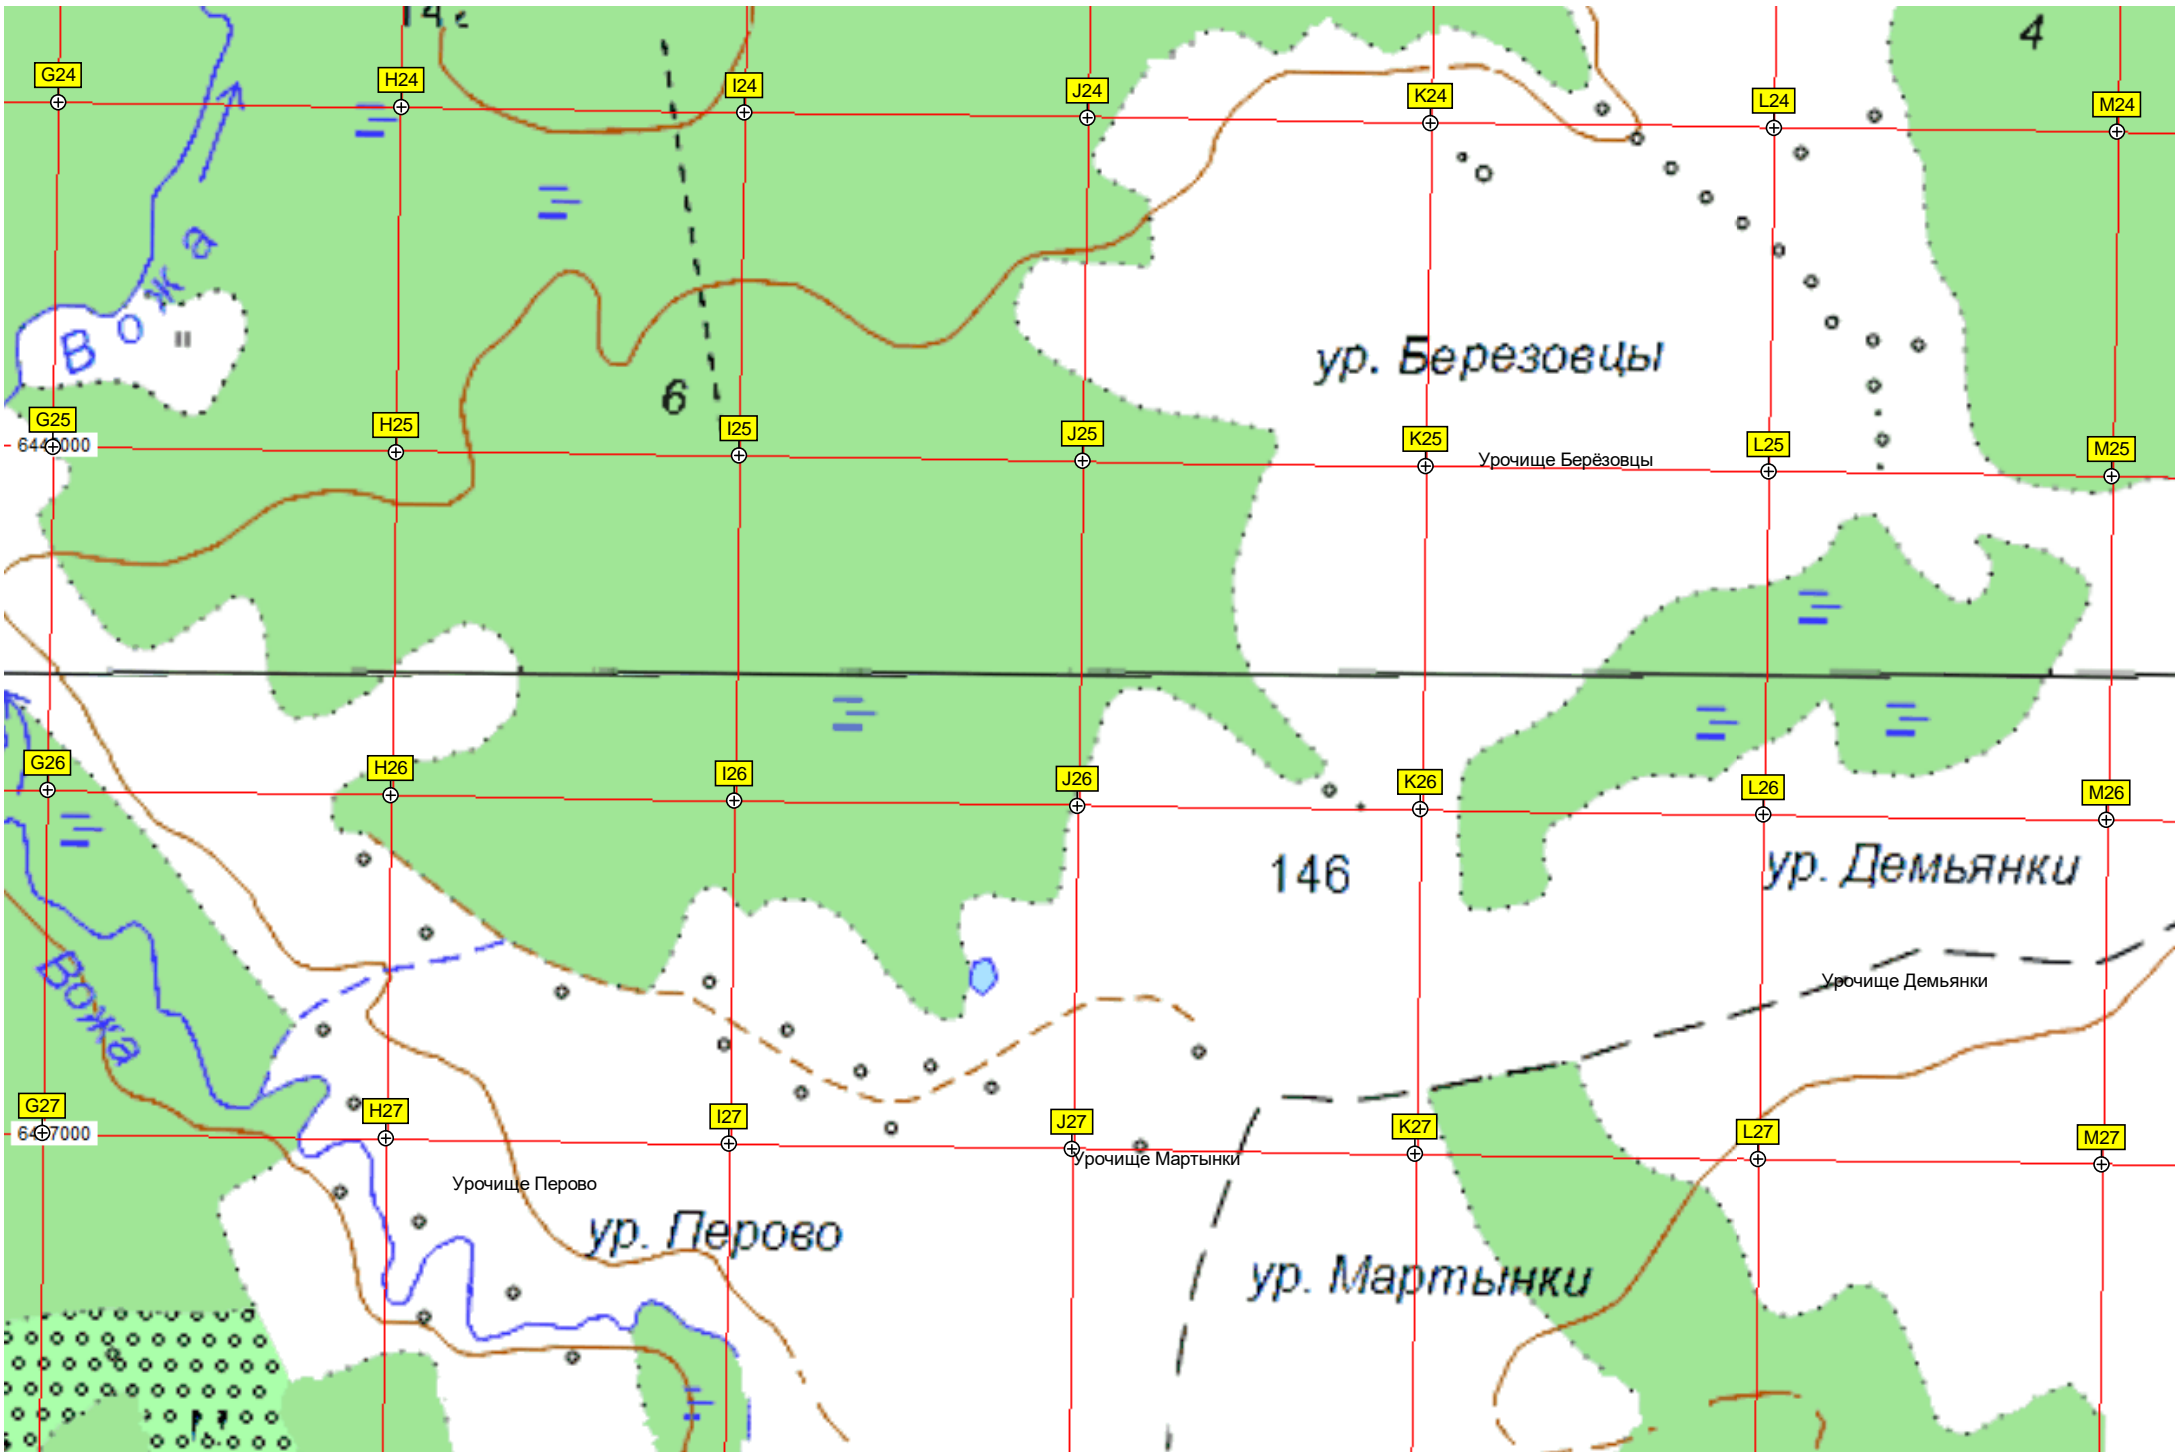 4
G24
H24
I24
J24
K24
L24
M24
Вожа
ур. Березовцы
6
G25
H25
I25
J25
K25
L25
M25
Урочище Берёзовцы
G26
H26
I26
J26
K26
L26
M26
146
ур. Демьянки
Вожа
Урочище Демьянки
G27
H27
I27
J27
K27
L27
M27
Урочище Мартынки
Урочище Перово
ур. Перово
ур. Мартынки